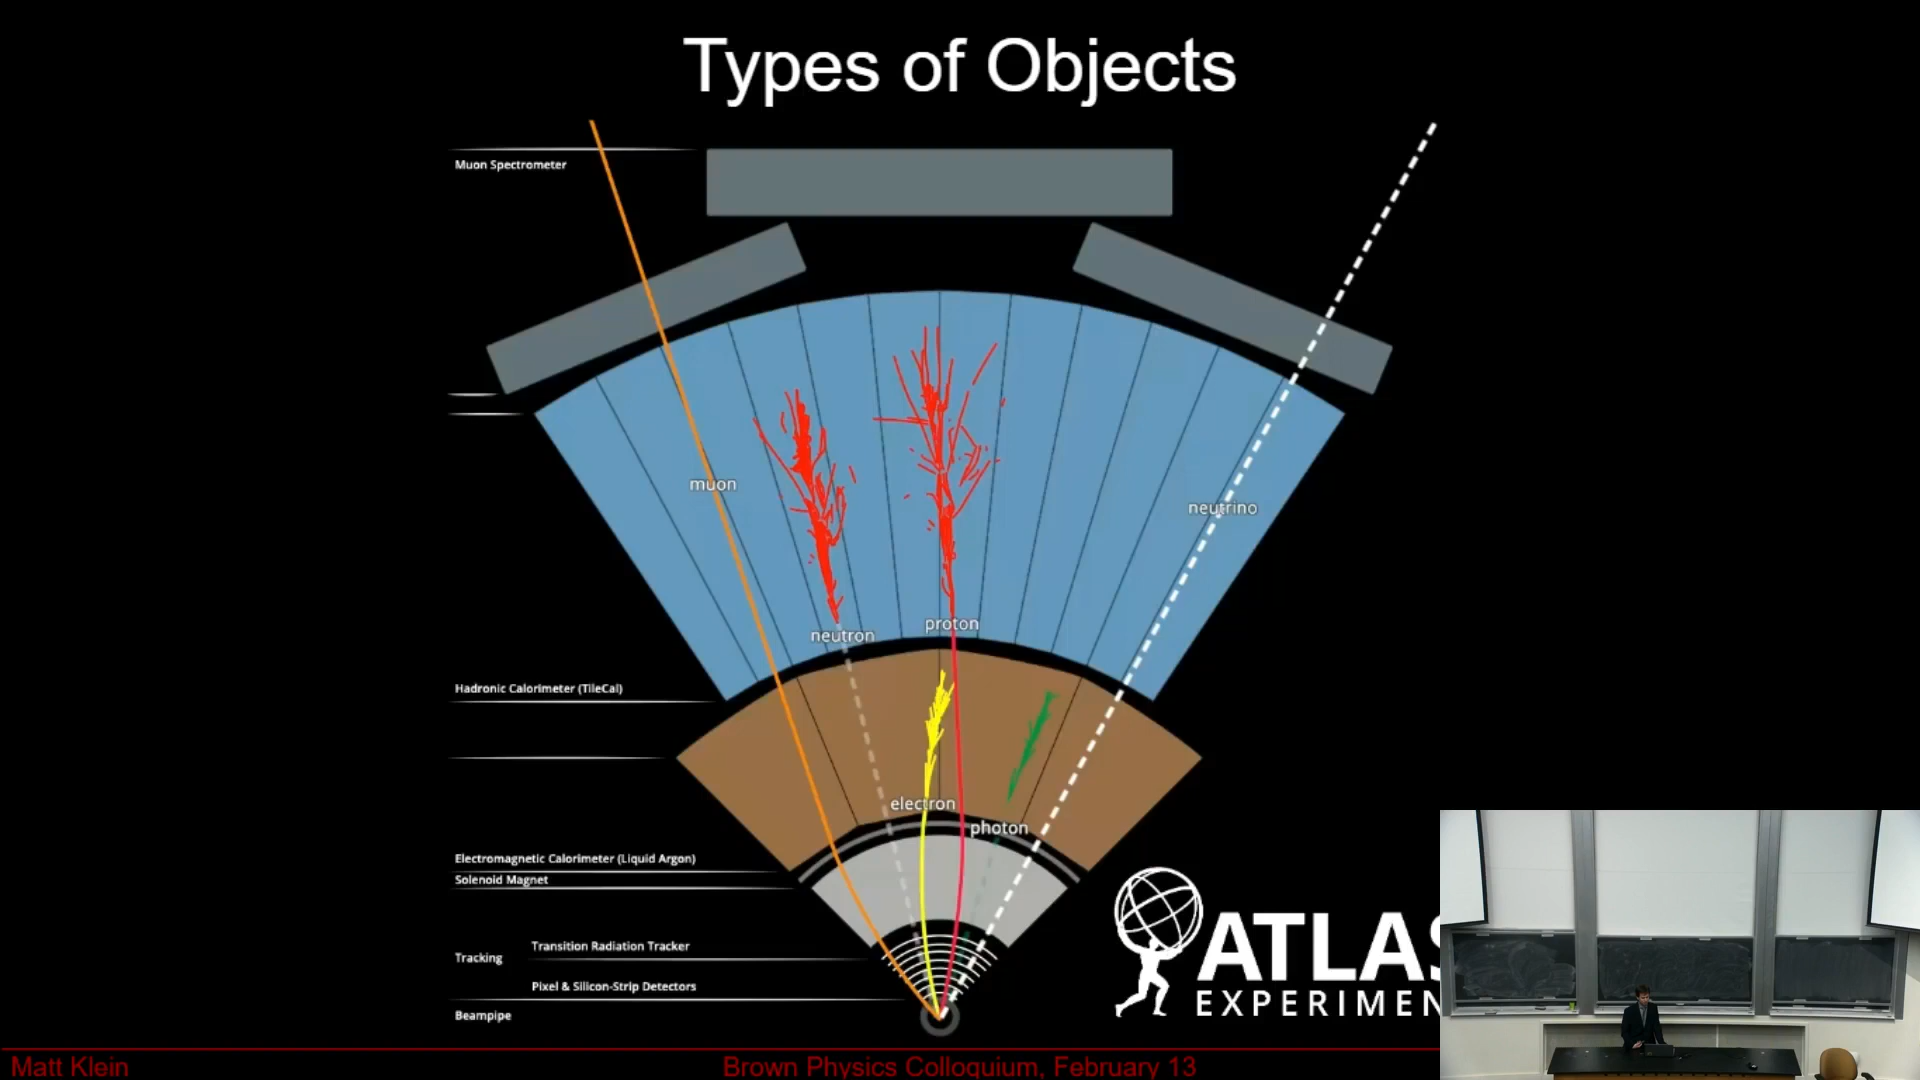 Types of Objects
Muon Spectrometer
muon
neutrino
neutron
proton
Hadronic Calorimeter (TileCal)
electron
photon
Electromagnetic Calorimeter (Liquid Argon)
Solenoid Magnet
Transition Radiation Tracker
Tracking
Pixel & Silicon-Strip Detectors
Beampipe
ATLAS
EXPERIMEN
Matt Klein
Brown Physics Colloquium, February 13